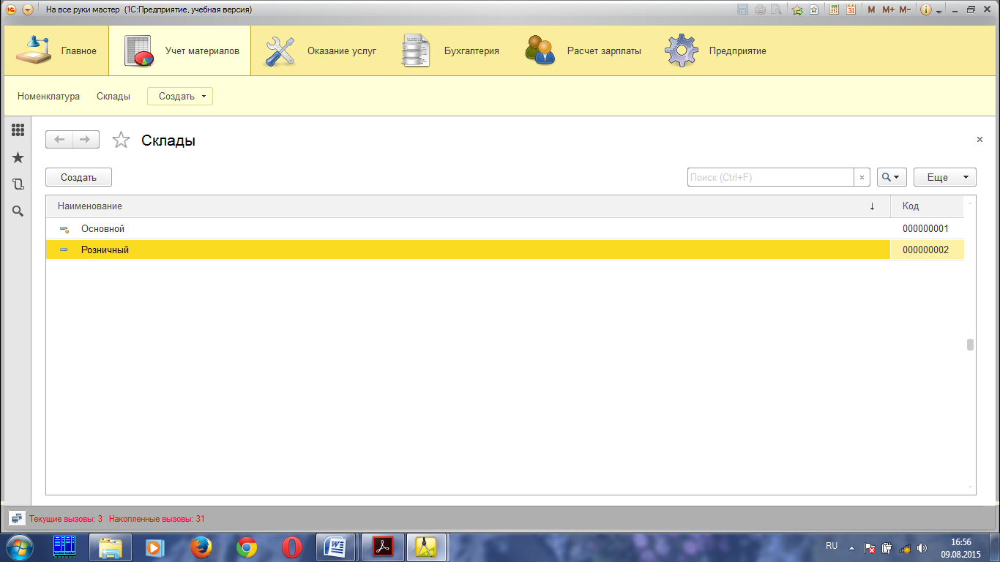 На все руки мастер (1С:Предприятие, учебная версия)
M M+ M-
31
Главное
Учет материалов
Оказание услуг
Бухгалтерия
Расчет зарплаты
Предприятие
Номенклатура Склады Создать
Склады
Создать
Поиск (Ctrl+F)
Еще
Наименование
Код
Основной 000000001
Розничный 000000002
Текущие вызовы: 3 Накопленные вызовы: 31
RU
16:56
09.08.2015